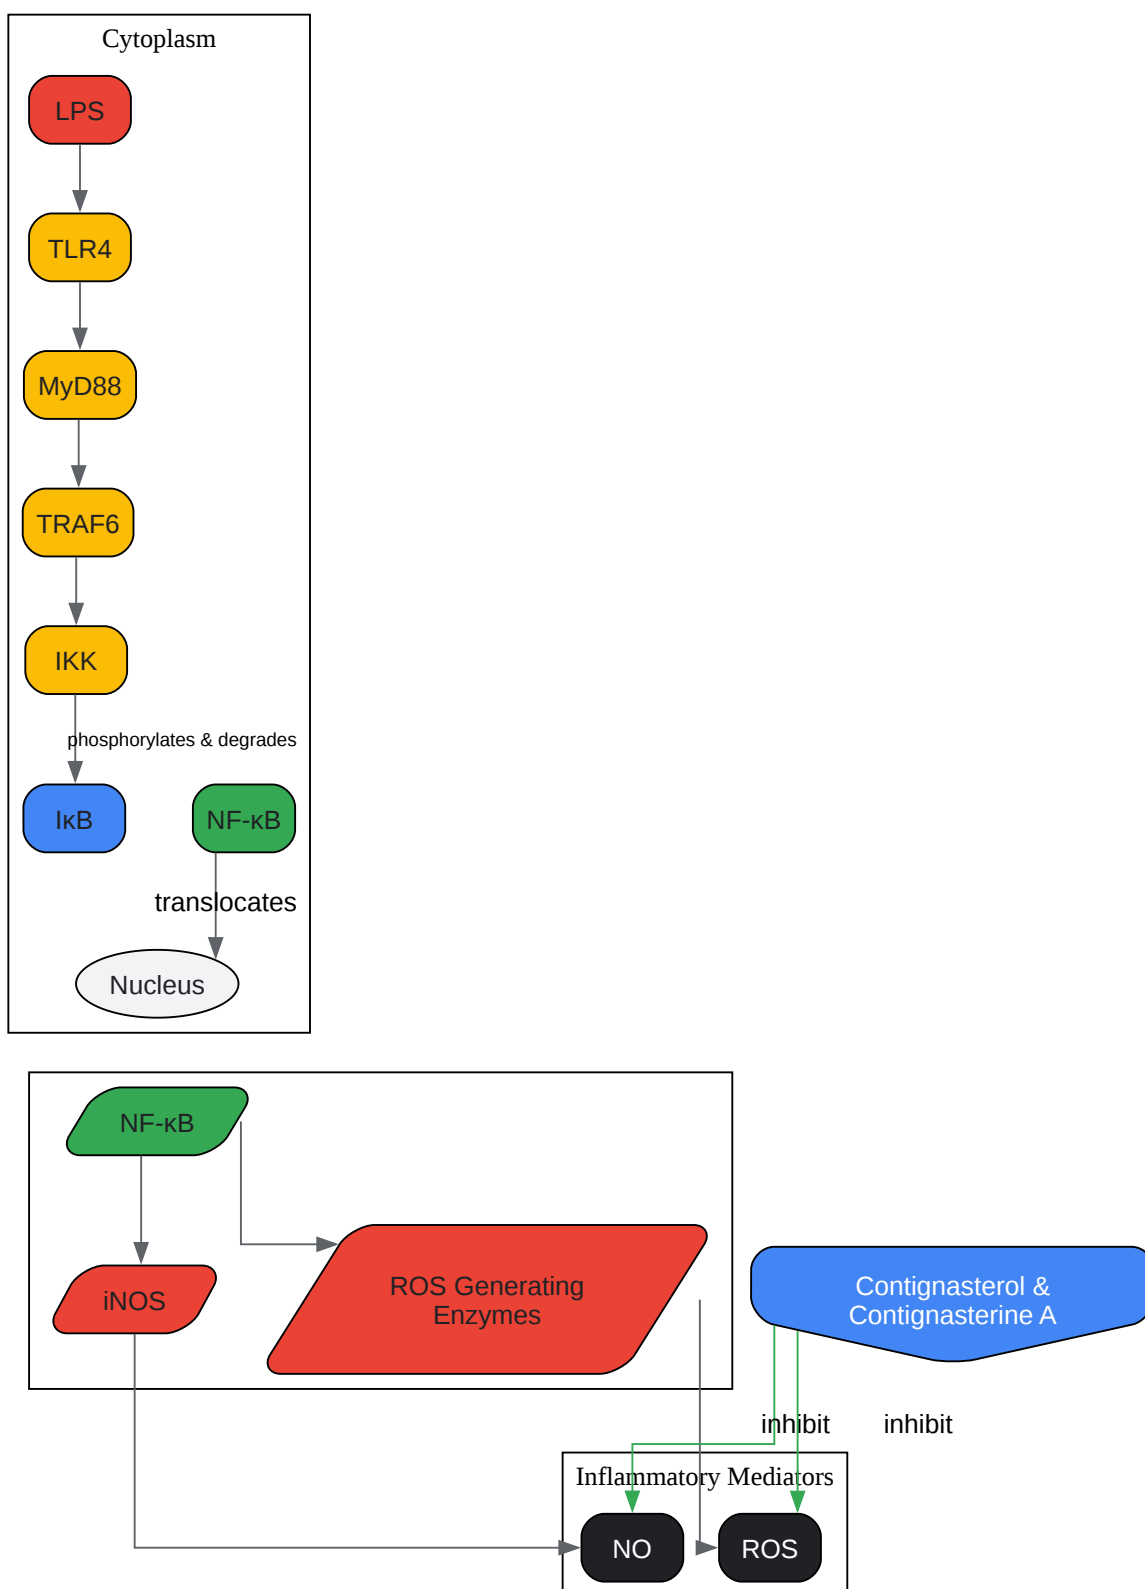 Cytoplasm
LPS
TLR4
MyD88
TRAF6
IKK
phosphorylates & degrades
IκB
NF-κB
translocates
Nucleus
NF-κB
iNOS
ROS Generating
Enzymes
Contignasterol &
Contignasterine A
inhibit
inhibit
Inflammatory Mediators
NO
ROS